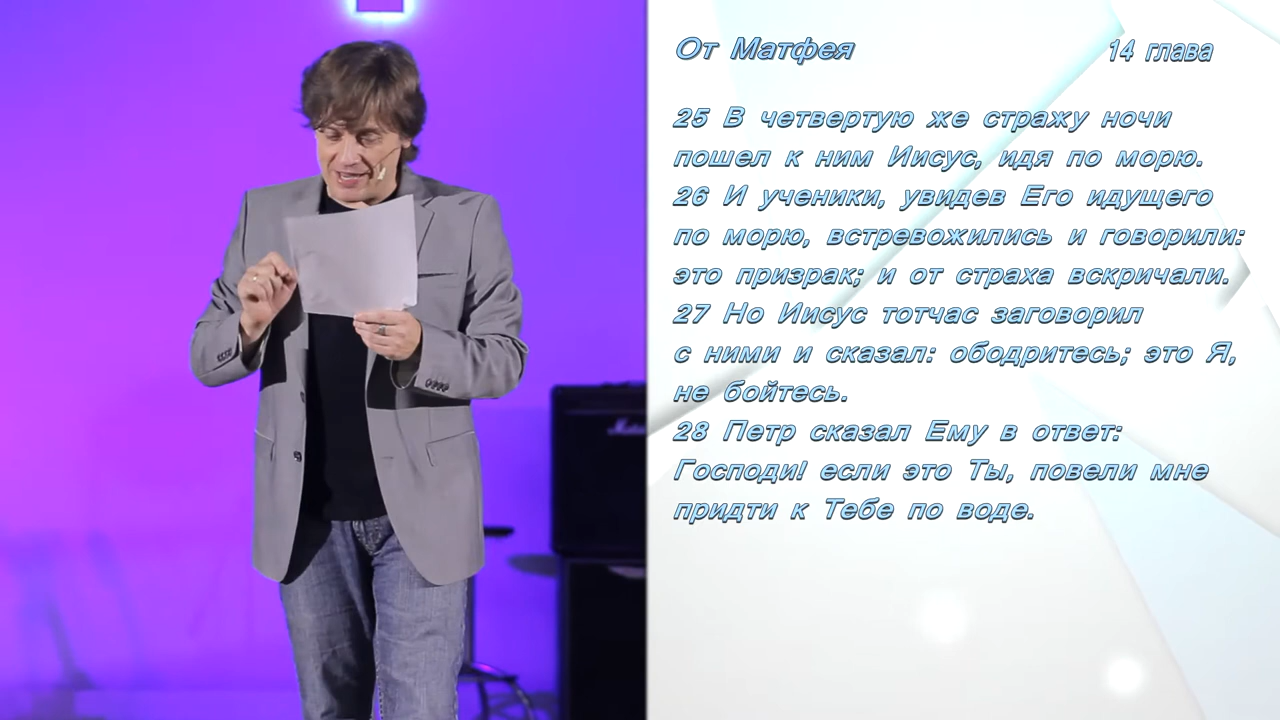 От Матфея 14 глава
25 В четвертую же стражу ночи
пошел к ним Иисус, идя по морю.
26 И ученики, увидев Его идущего
по морю, встревожились и говорили:
это призрак; и от страха вскричали.
27 Но Иисус тотчас заговорил
с ними и сказал: ободритесь; это Я,
не бойтесь.
28 Петр сказал Ему в ответ:
Господи! если это Ты, повели мне
придти к Тебе по воде.